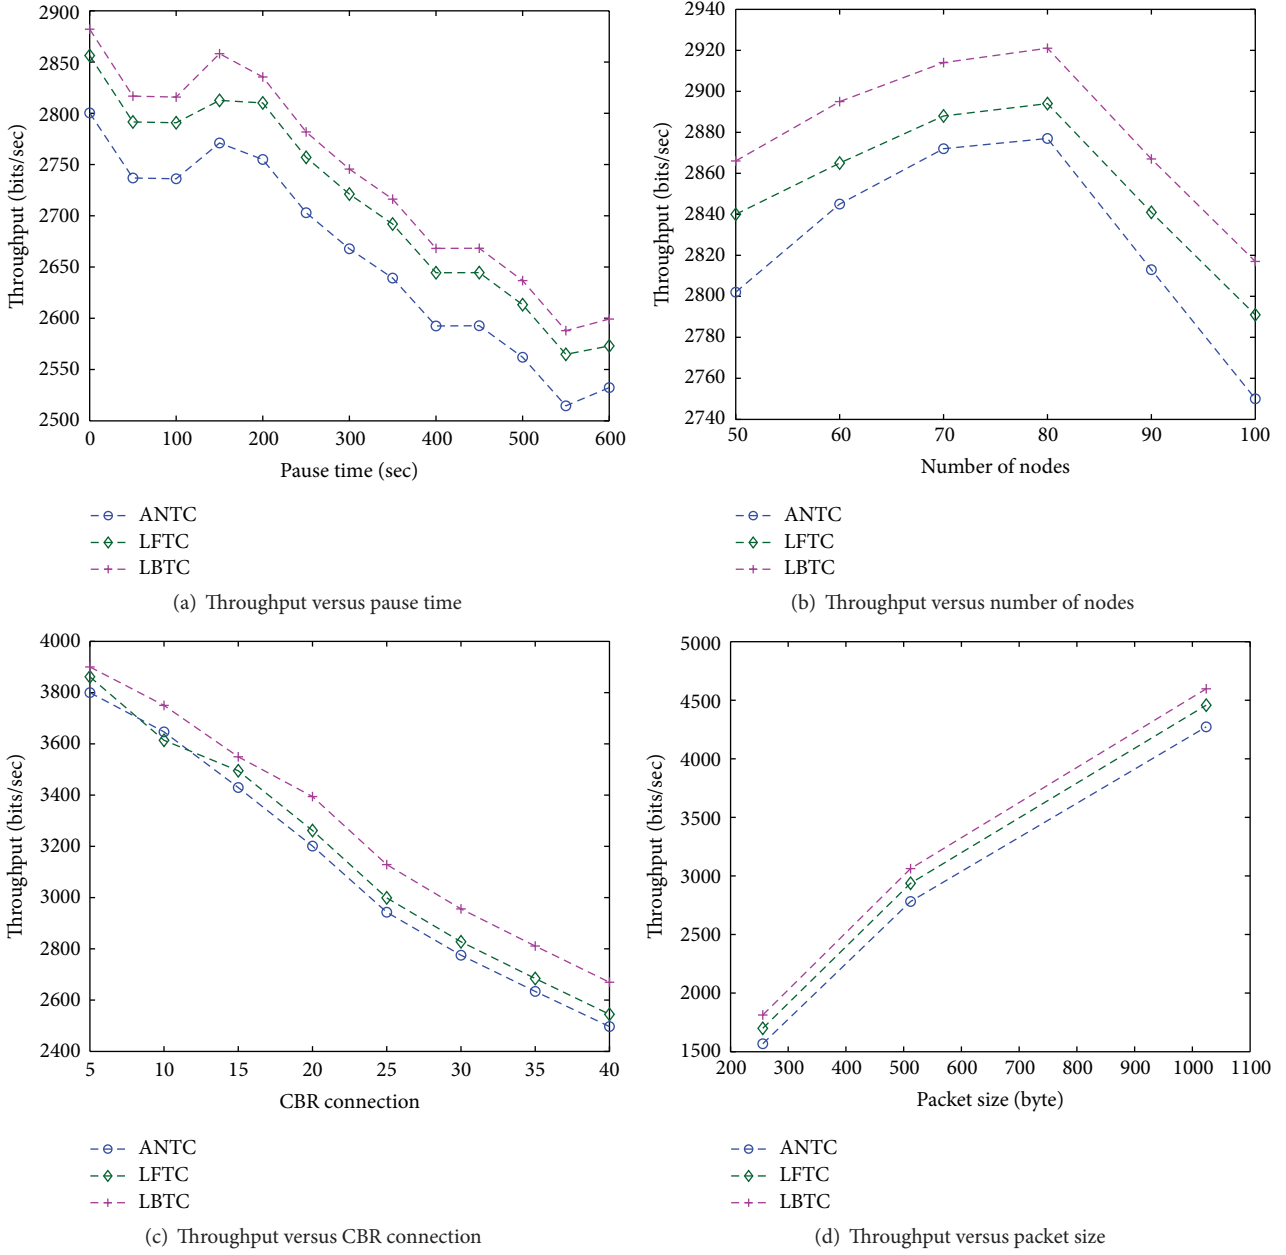 2900
2850
2800
2750
2700
2650
2600
2550
2500
Throughput (bits/sec)
0 100 200 300 400 500 600
Pause time (sec)
ANTC
LFTC
LBTC
(a) Throughput versus pause time
2940
2920
2900
2880
2860
2840
2820
2800
2780
2760
2740
Throughput (bits/sec)
50 60 70 80 90 100
Number of nodes
ANTC
LFTC
LBTC
(b) Throughput versus number of nodes
4000
3800
3600
3400
3200
3000
2800
2600
2400
Throughput (bits/sec)
5 10 15 20 25 30 35 40
CBR connection
ANTC
LFTC
LBTC
(c) Throughput versus CBR connection
5000
4500
4000
3500
3000
2500
2000
1500
Throughput (bits/sec)
200 300 400 500 600 700 800 900 1000 1100
Packet size (byte)
ANTC
LFTC
LBTC
(d) Throughput versus packet size